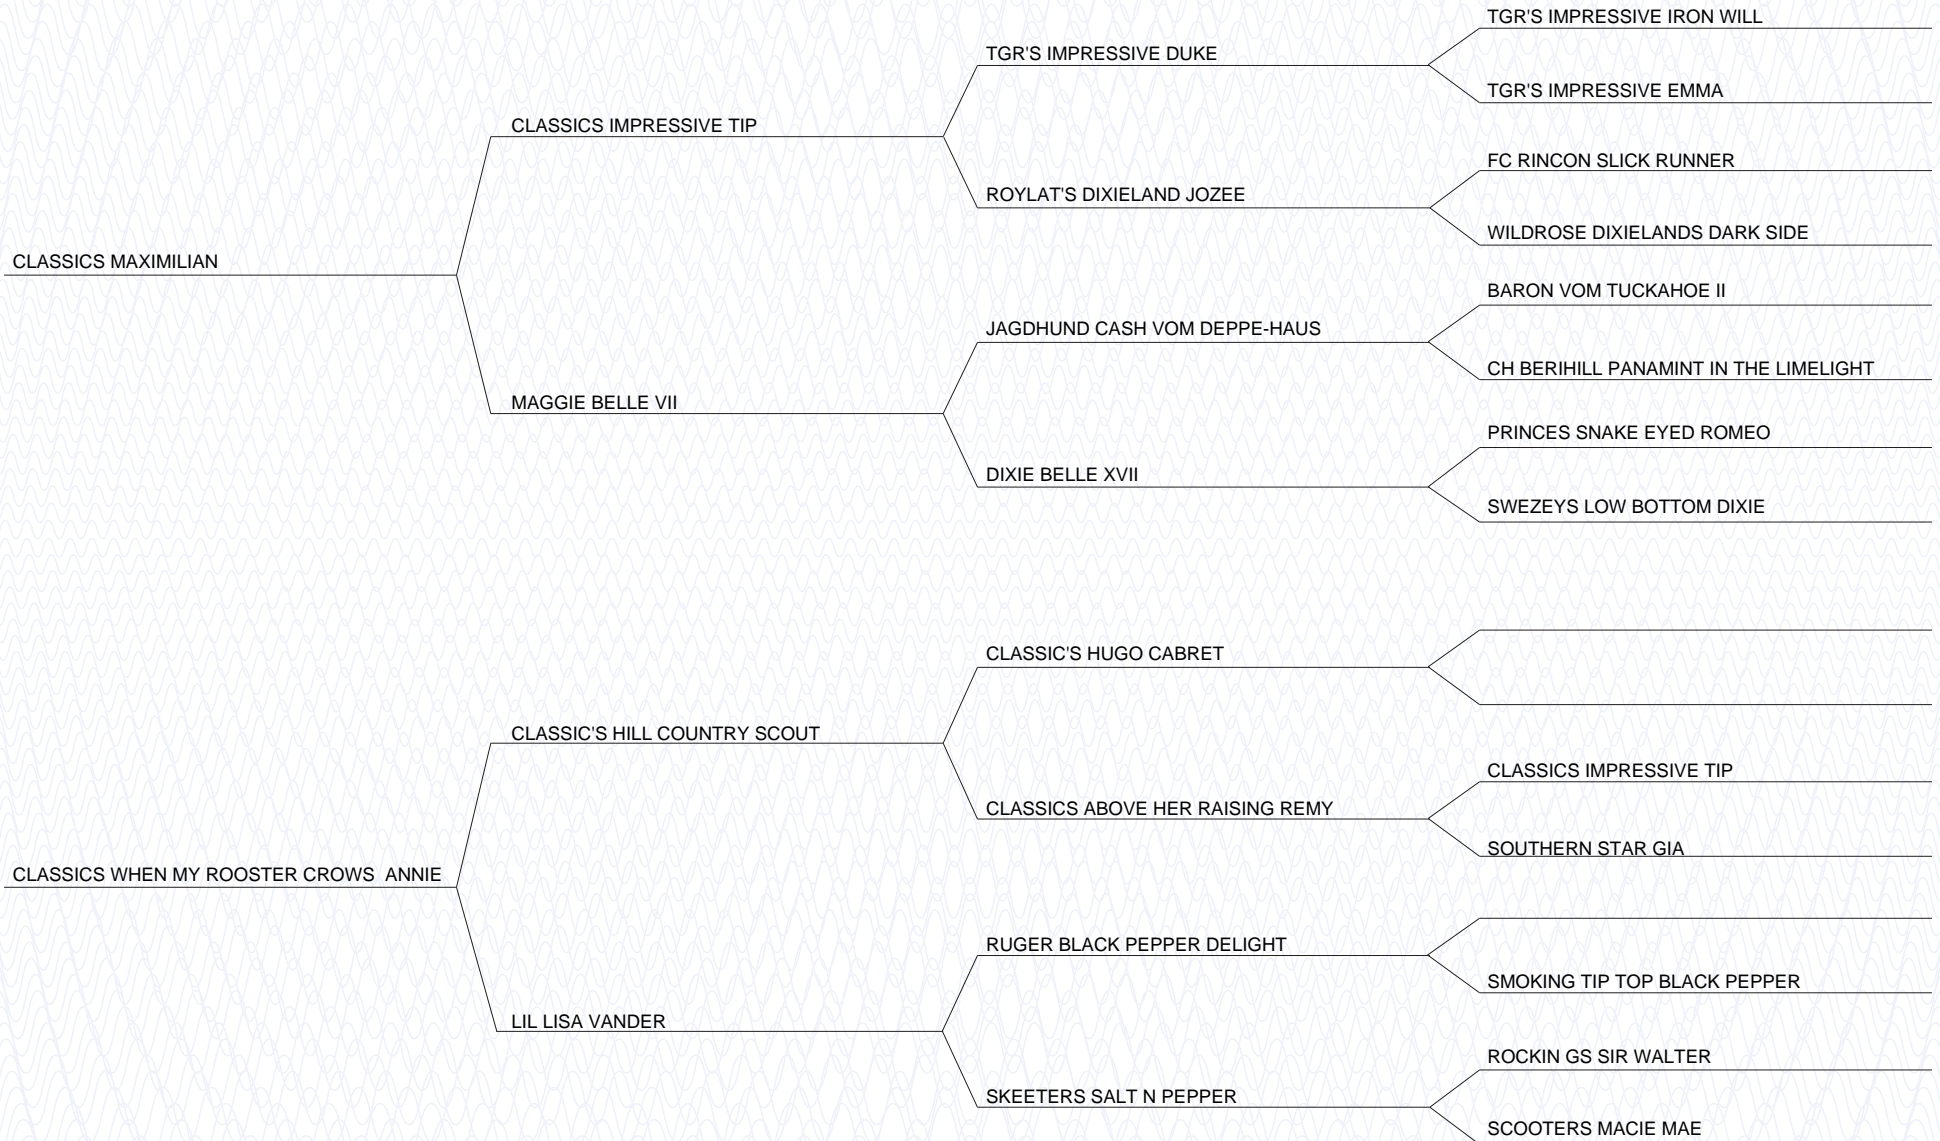 TGR'S IMPRESSIVE IRON WILL
TGR'S IMPRESSIVE DUKE
TGR'S IMPRESSIVE EMMA
CLASSICS IMPRESSIVE TIP
FC RINCON SLICK RUNNER
ROYLAT'S DIXIELAND JOZEE
WILDROSE DIXIELANDS DARK SIDE
CLASSICS MAXIMILIAN
BARON VOM TUCKAHOE II
JAGDHUND CASH VOM DEPPE-HAUS
CH BERIHILL PANAMINT IN THE LIMELIGHT
MAGGIE BELLE VII
PRINCES SNAKE EYED ROMEO
DIXIE BELLE XVII
SWEZEYS LOW BOTTOM DIXIE
CLASSIC'S HUGO CABRET
CLASSIC'S HILL COUNTRY SCOUT
CLASSICS IMPRESSIVE TIP
CLASSICS ABOVE HER RAISING REMY
SOUTHERN STAR GIA
CLASSICS WHEN MY ROOSTER CROWS  ANNIE
RUGER BLACK PEPPER DELIGHT
SMOKING TIP TOP BLACK PEPPER
LIL LISA VANDER
ROCKIN GS SIR WALTER
SKEETERS SALT N PEPPER
SCOOTERS MACIE MAE